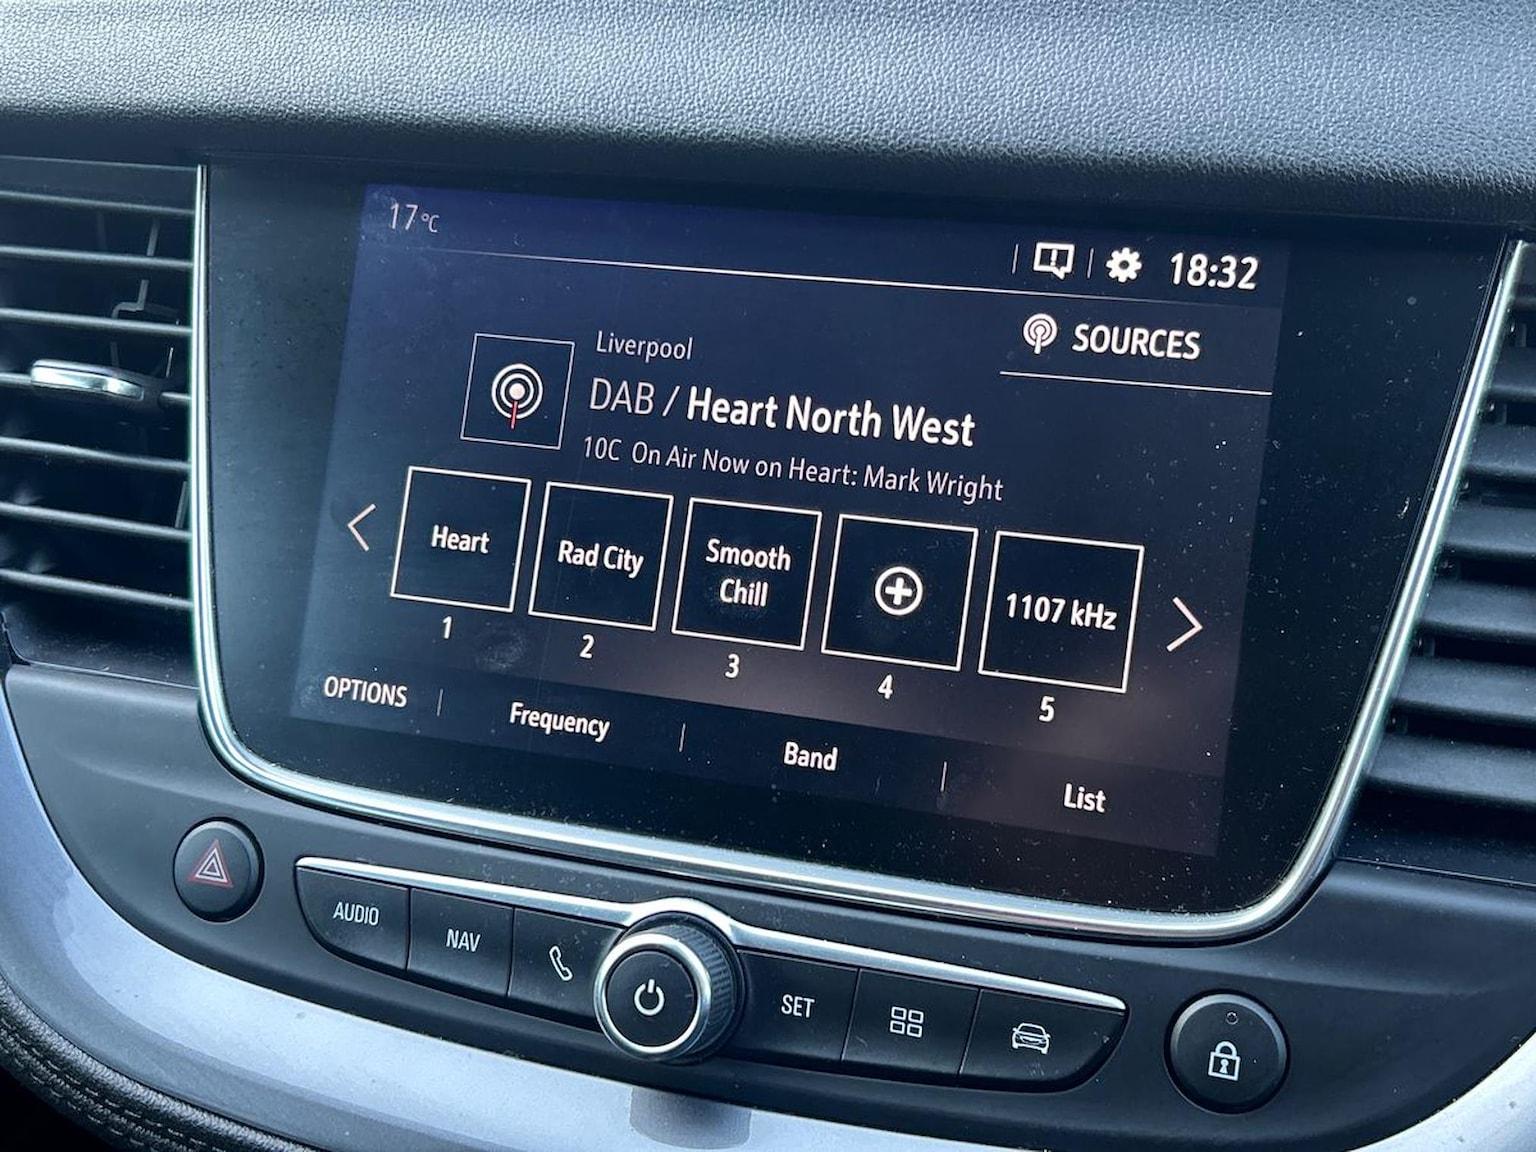 17°C
18:32
SOURCES
Liverpool
DAB / Heart North West
10C On Air Now on Heart: Mark Wright
Heart
Rad City
Smooth
Chill
1107 kHz
1
2
3
4
5
OPTIONS
Frequency
Band
List
AUDIO
NAV
SET